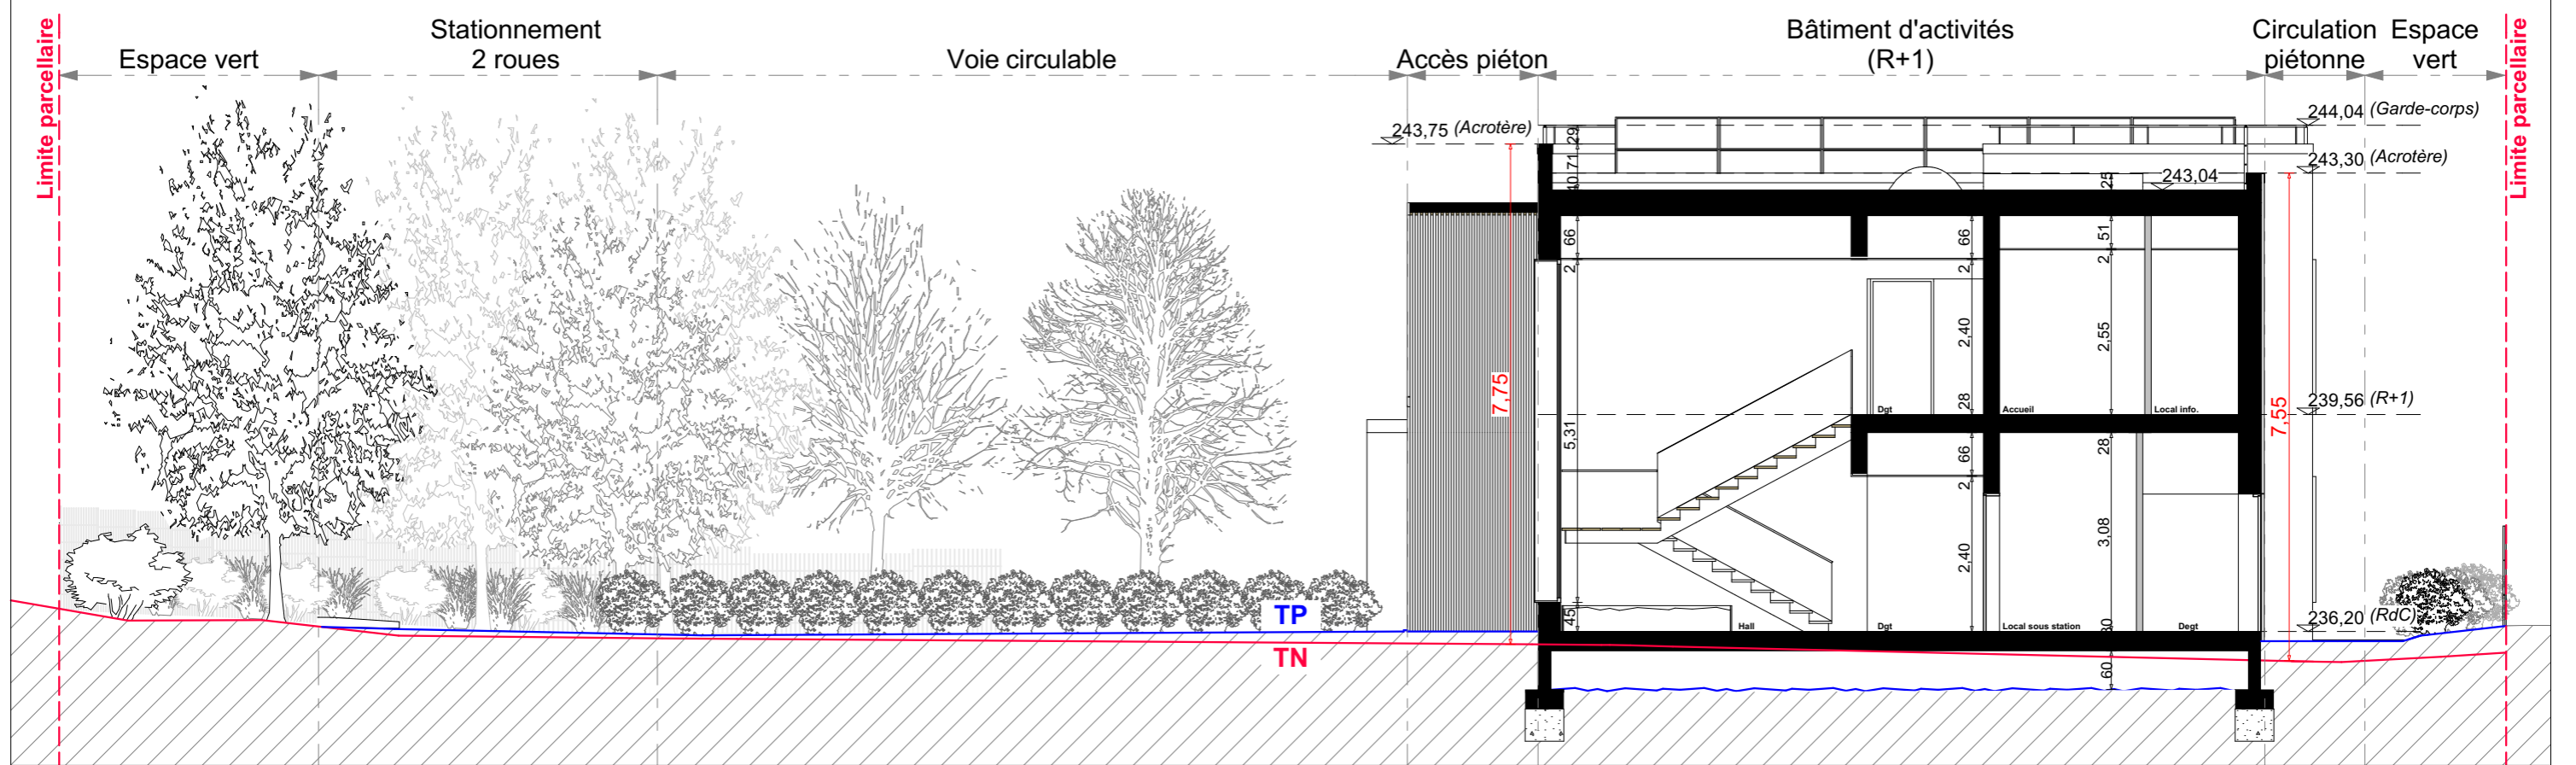 Limite parcellaire
Espace vert
Stationnement
2 roues
Voie circulable
Accès piéton
Bâtiment d'activités
(R+1)
Circulation
piétonne
Espace
vert
Limite parcellaire
243,75 (Acrotère)
244,04 (Garde-corps)
243,30 (Acrotère)
243,04
239,56 (R+1)
236,20 (RdC)
29
71
25
66
2
66
2
51
2
2,40
2,55
28
7,75
5,31
7,55
Dgt
Accueil
Local info.
66
2
28
2,40
3,08
45
Hall
Dgt
Local sous station
Degt
60
TP
TN